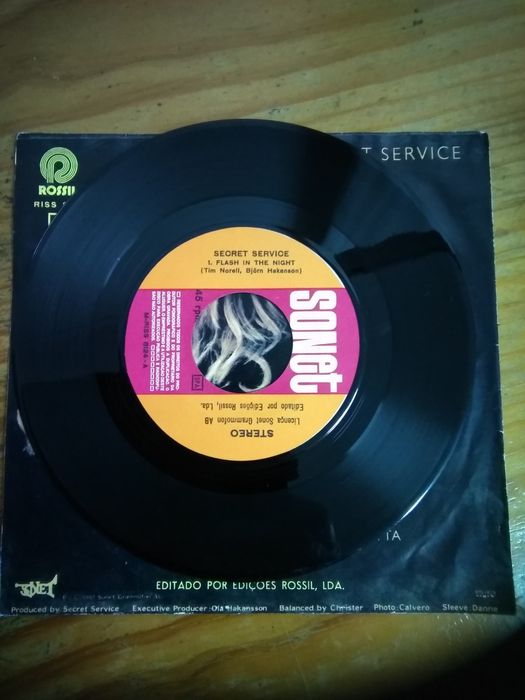 ROSSIL
T SERVICE
RISS
SECRET SERVICE
1. FLASH IN THE NIGHT
(Tim Norell, Björn Hakanson)
SONET
45 rpm
STEREO
Licença Sonet Grammofon AB
Editado por Edições Rossil, Lda.
TA
SONET
EDITADO POR EDIÇÕES ROSSIL, LDA.
Produced by Secret Service Executive Producer: Ola Hakansson Balanced by Christer Photo Calvero Sleeve Danne